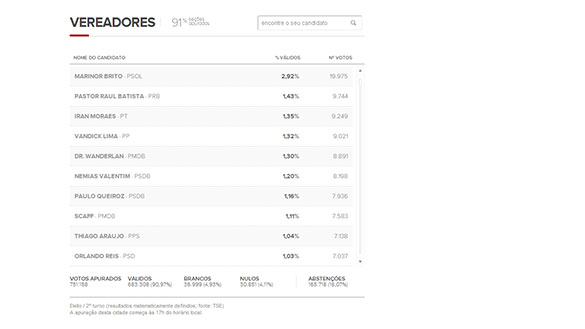 VEREADORES 91% seções apuradas encontre o seu candidato
NOME DO CANDIDATO % VÁLIDOS Nº VOTOS
MARINOR BRITO - PSOL 2,92% 19.975
PASTOR RAUL BATISTA - PRB 1,43% 9.744
IRAN MORAES - PT 1,35% 9.249
VANDICK LIMA - PP 1,32% 9.021
DR. WANDERLAN - PMDB 1,30% 8.891
NEMIAS VALENTIM - PSDB 1,20% 8.198
PAULO QUEIROZ - PSDB 1,16% 7.936
SCAFF - PMDB 1,11% 7.583
THIAGO ARAUJO - PPS 1,04% 7.138
ORLANDO REIS - PSD 1,03% 7.037
VOTOS APURADOS VÁLIDOS BRANCOS NULOS ABSTENÇÕES
751.158 683.308 (90,97%) 36.999 (4,93%) 30.851 (4,11%) 165.718 (18,07%)
Eleito / 2º turno (resultados matematicamente definidos, fonte: TSE)
A apuração desta cidade começa às 17h do horário local.